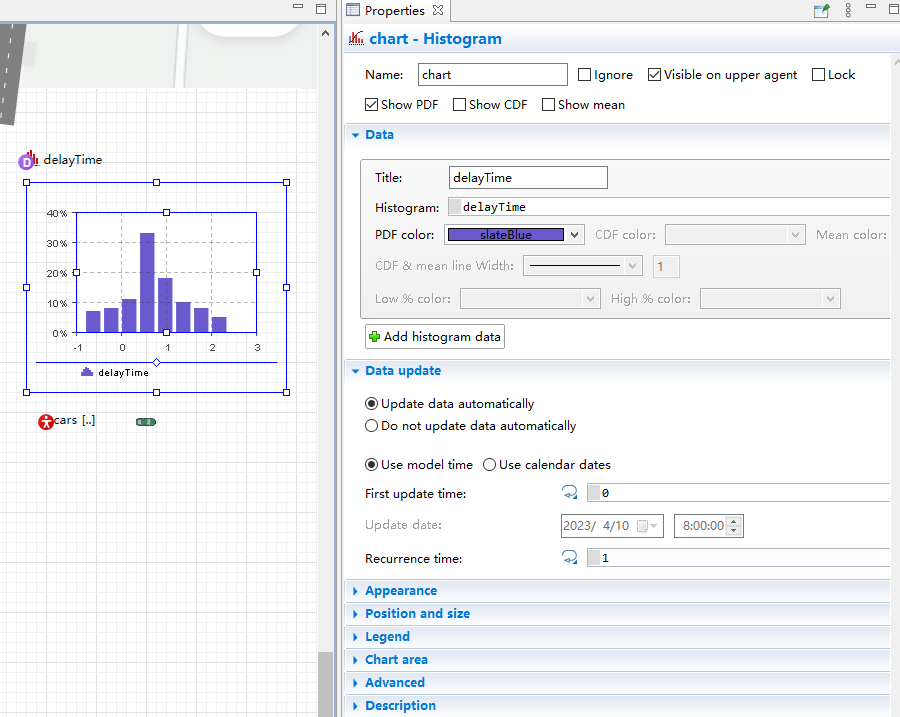 Properties
chart - Histogram
Name: chart Ignore Visible on upper agent Lock
Show PDF Show CDF Show mean
Data
Title: delayTime
Histogram: delayTime
PDF color: slateBlue CDF color: Mean color:
CDF & mean line Width: 1
Low % color: High % color:
Add histogram data
Data update
Update data automatically
Do not update data automatically
Use model time Use calendar dates
First update time: 0
Update date: 2023/ 4/10 8:00:00
Recurrence time: 1
Appearance
Position and size
Legend
Chart area
Advanced
Description
D delayTime
40%
30%
20%
10%
0%
-1 0 1 2 3
delayTime
cars [..]